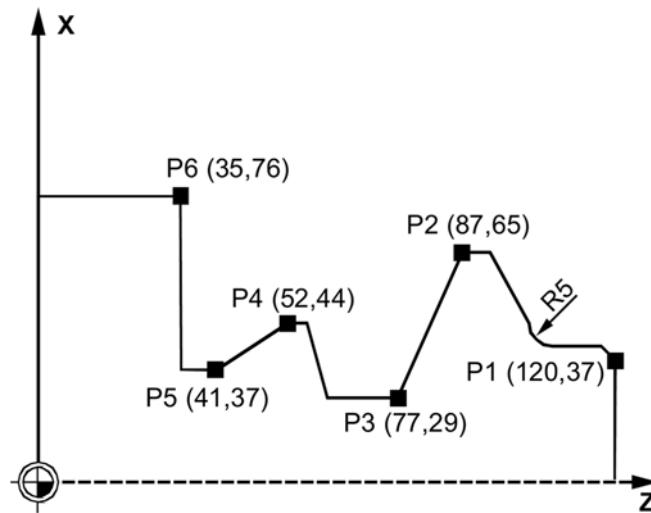 X
P6 (35,76)
P2 (87,65)
R5
P4 (52,44)
P1 (120,37)
P5 (41,37)
P3 (77,29)
Z